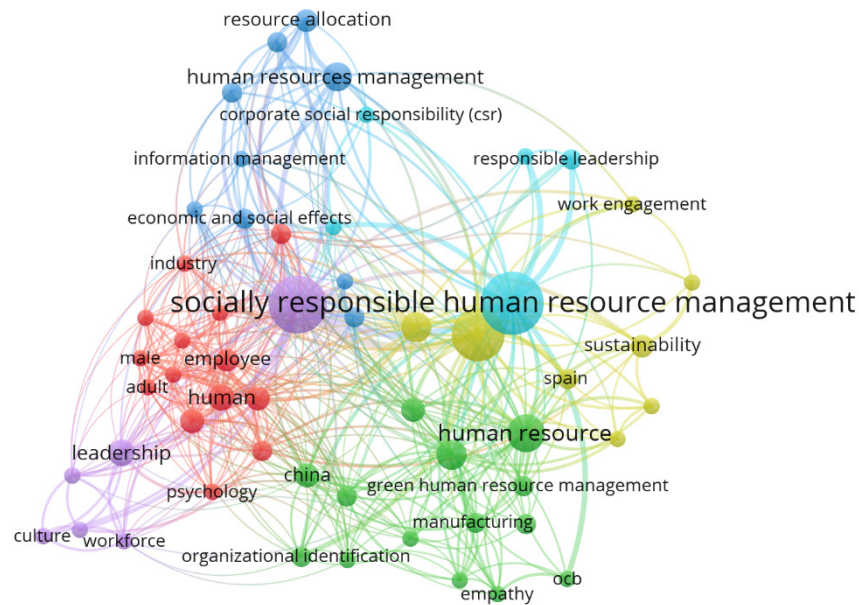 resource allocation
human resources management
corporate social responsibility (csr)
information management
responsible leadership
work engagement
economic and social effects
industry
socially responsible human resource management
male
employee
sustainability
adult
spain
human
leadership
human resource
china
psychology
green human resource management
manufacturing
culture
workforce
organizational identification
empathy
ocb